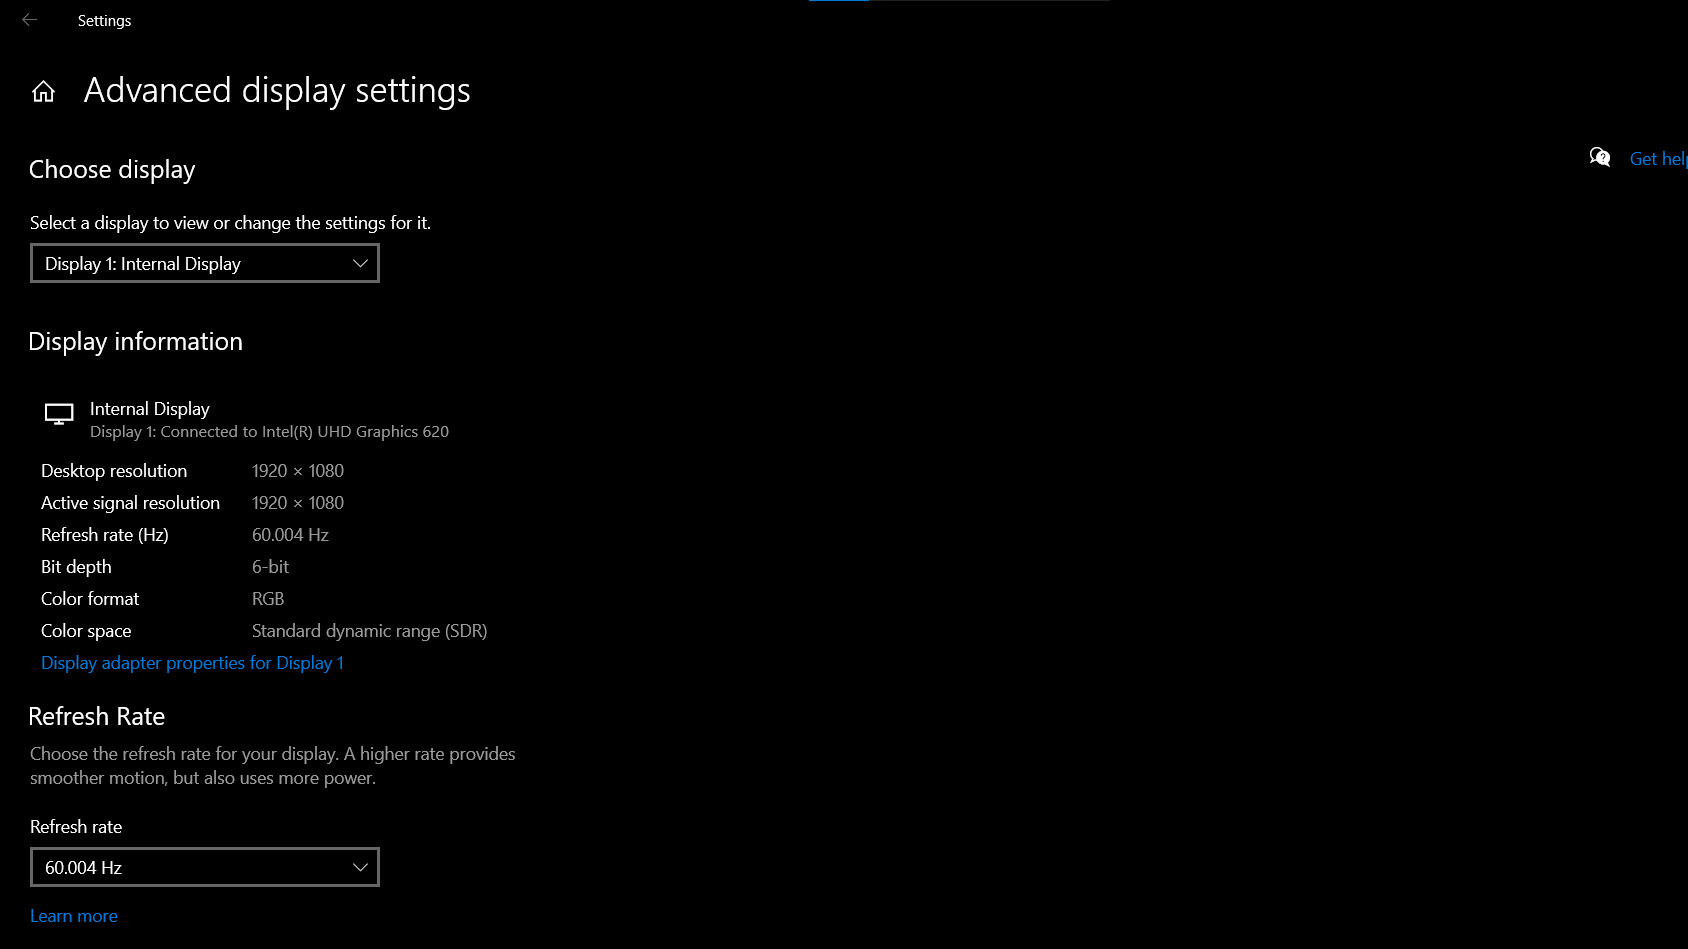 Settings
Advanced display settings
Get help
Choose display
Select a display to view or change the settings for it.
Display 1: Internal Display
Display information
Internal Display
Display 1: Connected to Intel(R) UHD Graphics 620
Desktop resolution 1920 × 1080
Active signal resolution 1920 × 1080
Refresh rate (Hz) 60.004 Hz
Bit depth 6-bit
Color format RGB
Color space Standard dynamic range (SDR)
Display adapter properties for Display 1
Refresh Rate
Choose the refresh rate for your display. A higher rate provides
smoother motion, but also uses more power.
Refresh rate
60.004 Hz
Learn more